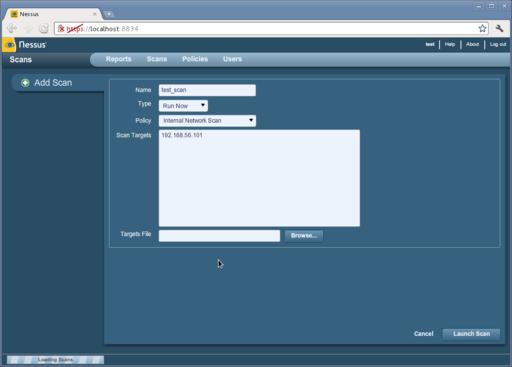 Nessus
https://localhost:8834
Nessus
test Help About Log out
Scans
Reports Scans Policies Users
Add Scan
Name test_scan
Type Run Now
Policy Internal Network Scan
Scan Targets 192.168.56.101
Targets File Browse...
Cancel Launch Scan
Loading Scans